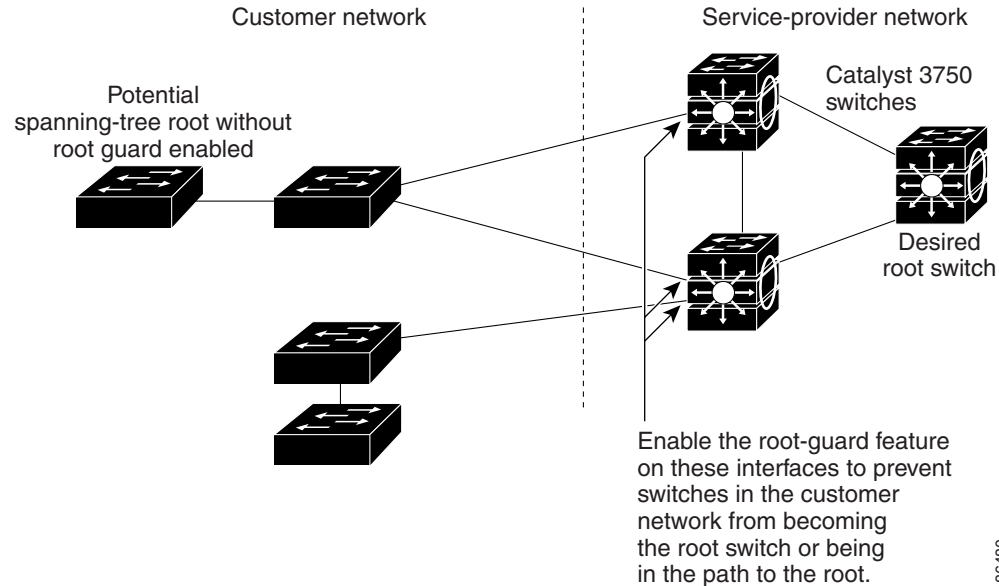 Customer network
Service-provider network
Potential
spanning-tree root without
root guard enabled
Catalyst 3750
switches
Desired
root switch
Enable the root-guard feature
on these interfaces to prevent
switches in the customer
network from becoming
the root switch or being
in the path to the root.